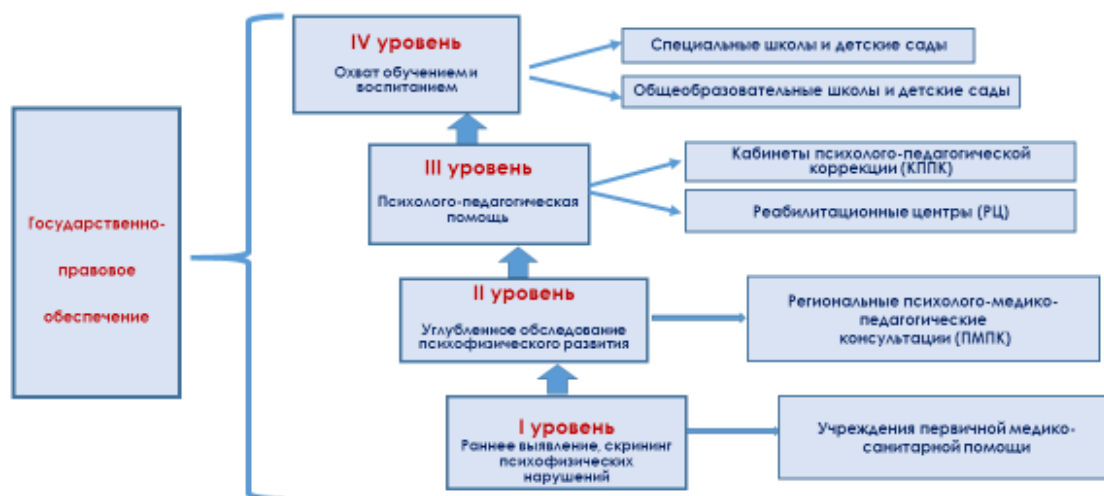 Государственно-
правовое
обеспечение
IV уровень
Охват обучением и
воспитанием
Специальные школы и детские сады
Общеобразовательные школы и детские сады
III уровень
Психолого-педагогическая
помощь
Кабинеты психолого-педагогической
коррекции (КППК)
Реабилитационные центры (РЦ)
II уровень
Углубленное обследование
психофизического развития
Региональные психолого-медико-
педагогические
консультации (ПМПК)
I уровень
Раннее выявление, скрининг
психофизических
нарушений
Учреждения первичной медико-
санитарной помощи